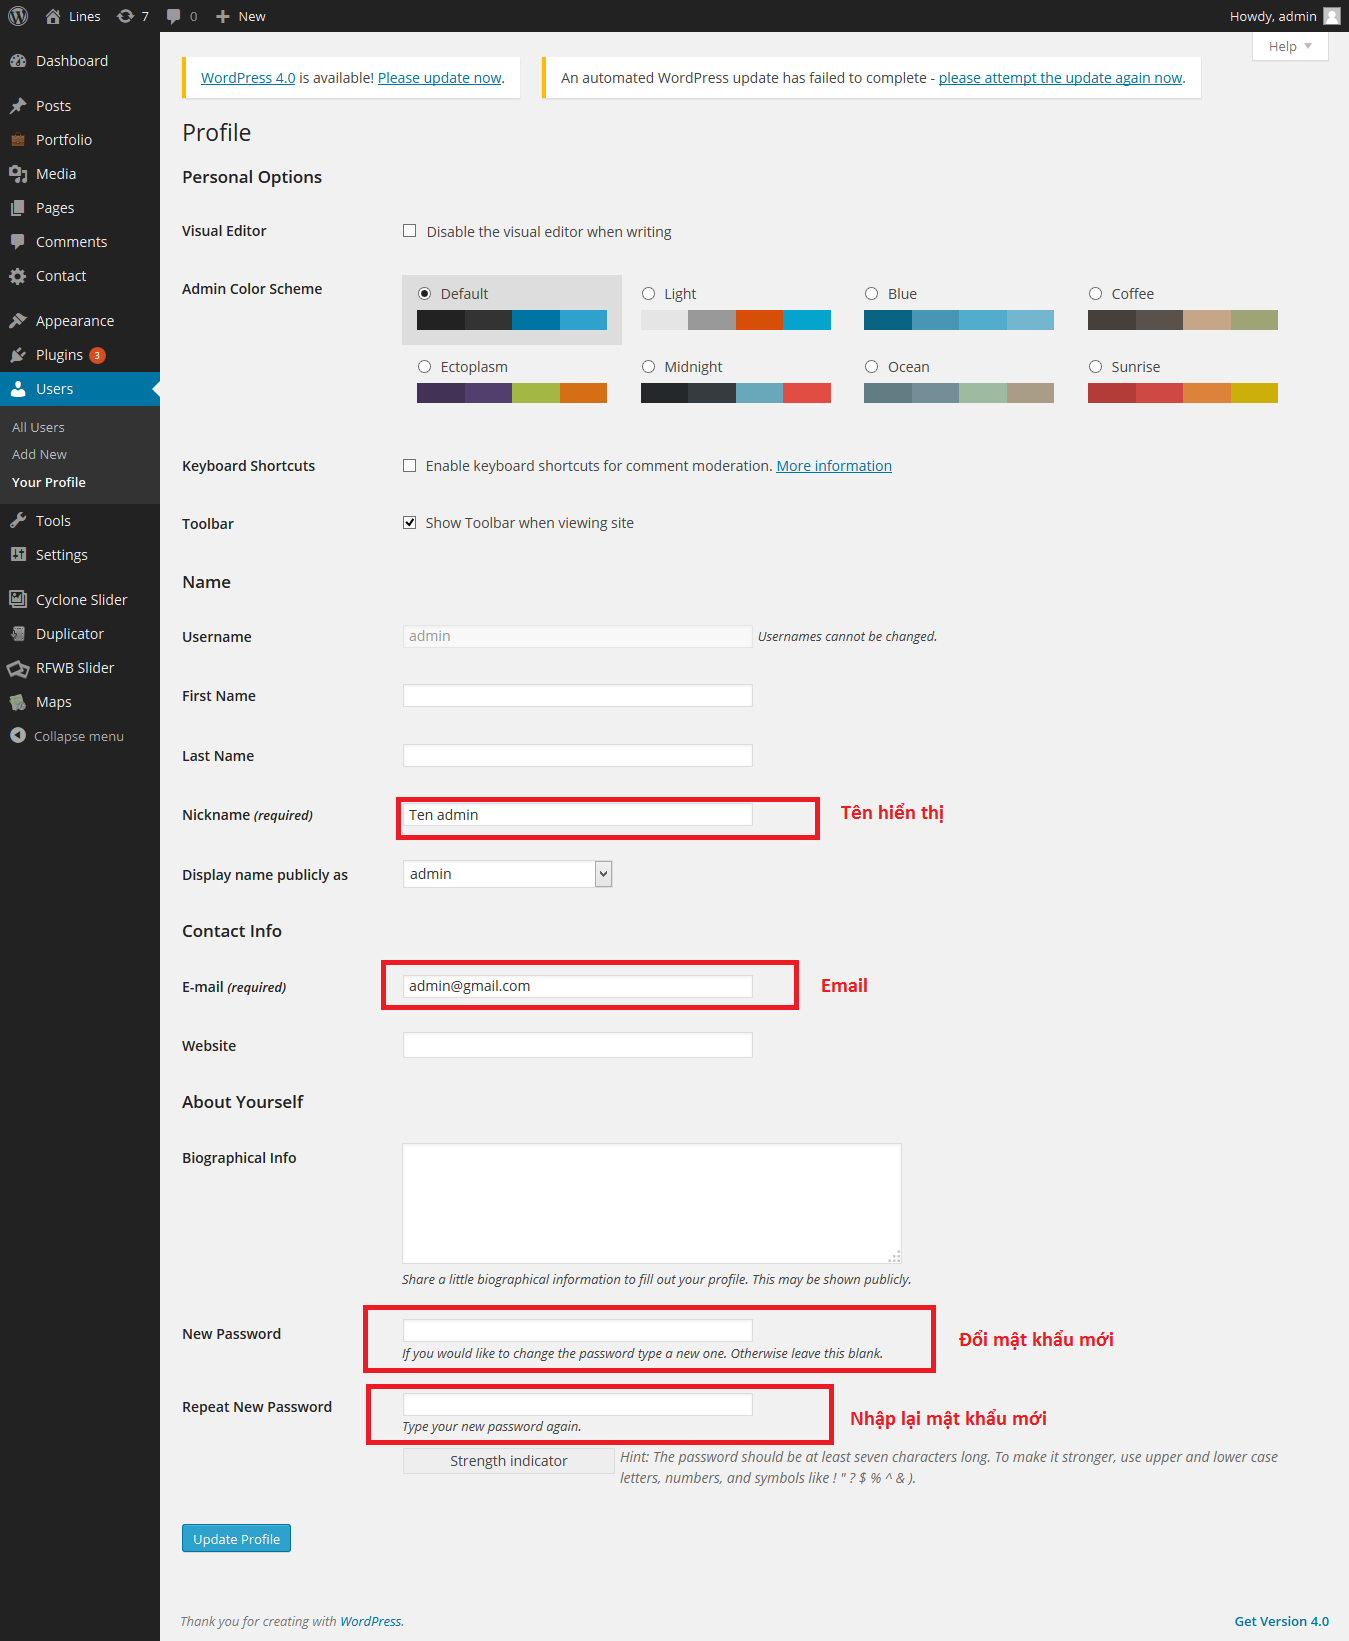 Lines 7 0 New Howdy, admin
Help
Dashboard
Posts
Portfolio
Media
Pages
Comments
Contact
Appearance
Plugins 3
Users
All Users
Add New
Your Profile
Tools
Settings
Cyclone Slider
Duplicator
RFWB Slider
Maps
Collapse menu
WordPress 4.0 is available! Please update now.
An automated WordPress update has failed to complete - please attempt the update again now.
Profile
Personal Options
Visual Editor Disable the visual editor when writing
Admin Color Scheme Default Light Blue Coffee
Ectoplasm Midnight Ocean Sunrise
Keyboard Shortcuts Enable keyboard shortcuts for comment moderation. More information
Toolbar Show Toolbar when viewing site
Name
Username admin Usernames cannot be changed.
First Name
Last Name
Nickname (required) Ten admin Tên hiển thị
Display name publicly as admin
Contact Info
E-mail (required) admin@gmail.com Email
Website
About Yourself
Biographical Info
Share a little biographical information to fill out your profile. This may be shown publicly.
New Password Đổi mật khẩu mới
If you would like to change the password type a new one. Otherwise leave this blank.
Repeat New Password Nhập lại mật khẩu mới
Type your new password again.
Strength indicator Hint: The password should be at least seven characters long. To make it stronger, use upper and lower case
letters, numbers, and symbols like ! " ? $ % ^ & ).
Update Profile
Thank you for creating with WordPress. Get Version 4.0